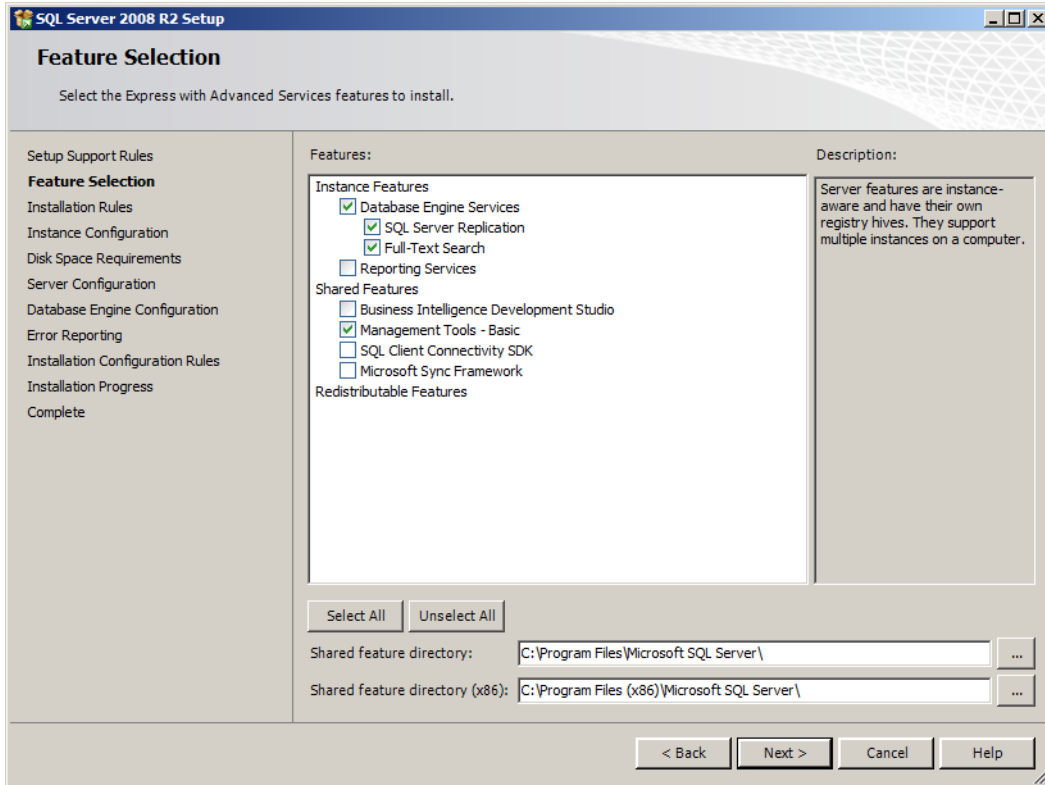 SQL Server 2008 R2 Setup
Feature Selection
Select the Express with Advanced Services features to install.
Setup Support Rules
Feature Selection
Installation Rules
Instance Configuration
Disk Space Requirements
Server Configuration
Database Engine Configuration
Error Reporting
Installation Configuration Rules
Installation Progress
Complete
Features:
Instance Features
Database Engine Services
SQL Server Replication
Full-Text Search
Reporting Services
Shared Features
Business Intelligence Development Studio
Management Tools - Basic
SQL Client Connectivity SDK
Microsoft Sync Framework
Redistributable Features
Description:
Server features are instance-
aware and have their own
registry hives. They support
multiple instances on a computer.
Select All
Unselect All
Shared feature directory:
C:\Program Files\Microsoft SQL Server\
...
Shared feature directory (x86):
C:\Program Files (x86)\Microsoft SQL Server\
...
< Back
Next >
Cancel
Help